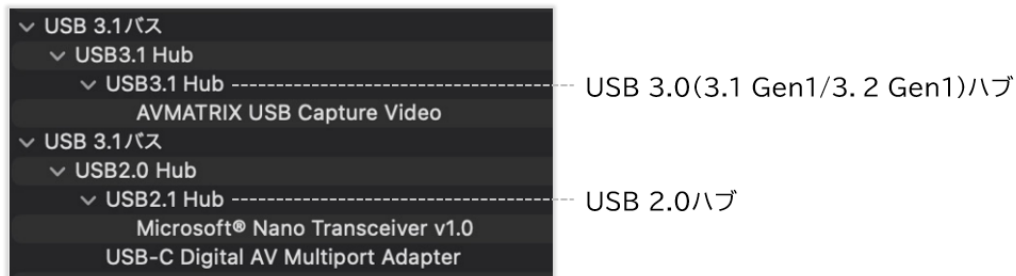 USB 3.1バス
USB3.1 Hub
USB3.1 Hub
USB 3.0(3.1 Gen1/3. 2 Gen1)ハブ
AVMATRIX USB Capture Video
USB 3.1バス
USB2.0 Hub
USB2.1 Hub
USB 2.0ハブ
Microsoft® Nano Transceiver v1.0
USB-C Digital AV Multiport Adapter